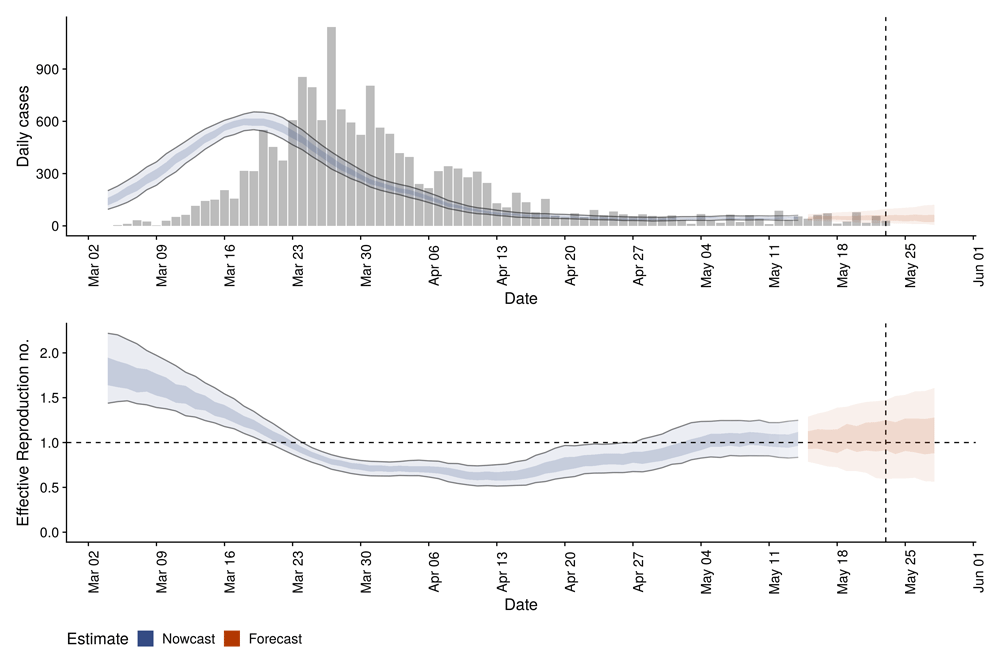 Daily cases
900
600
300
0
Mar 02
Mar 09
Mar 16
Mar 23
Mar 30
Apr 06
Apr 13
Apr 20
Apr 27
May 04
May 11
May 18
May 25
Jun 01
Date
Effective Reproduction no.
2.0
1.5
1.0
0.5
0.0
Mar 02
Mar 09
Mar 16
Mar 23
Mar 30
Apr 06
Apr 13
Apr 20
Apr 27
May 04
May 11
May 18
May 25
Jun 01
Date
Estimate Nowcast Forecast